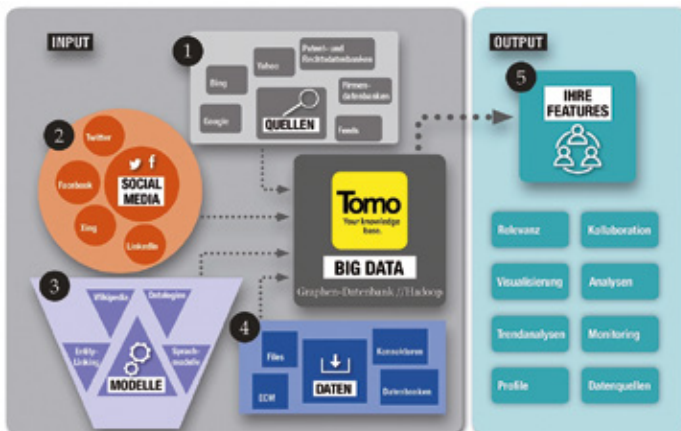 INPUT
1
Yahoo
Patent- und
Rechtsdatenbanken
Bing
Firmen-
datenbanken
Google
QUELLEN
Feeds
2
Twitter
Facebook
SOCIAL
MEDIA
Xing
LinkedIn
Tomo
Your knowledge
base.
BIG DATA
Graphen-Datenbank //Hadoop
3
Wikipedia
Ontologien
Entity-
Linking
Sprach-
modelle
MODELLE
4
Files
Konnektoren
ECM
DATEN
Datenbanken
OUTPUT
5
IHRE
FEATURES
Relevanz
Kollaboration
Visualisierung
Analysen
Trendanalysen
Monitoring
Profile
Datenquellen